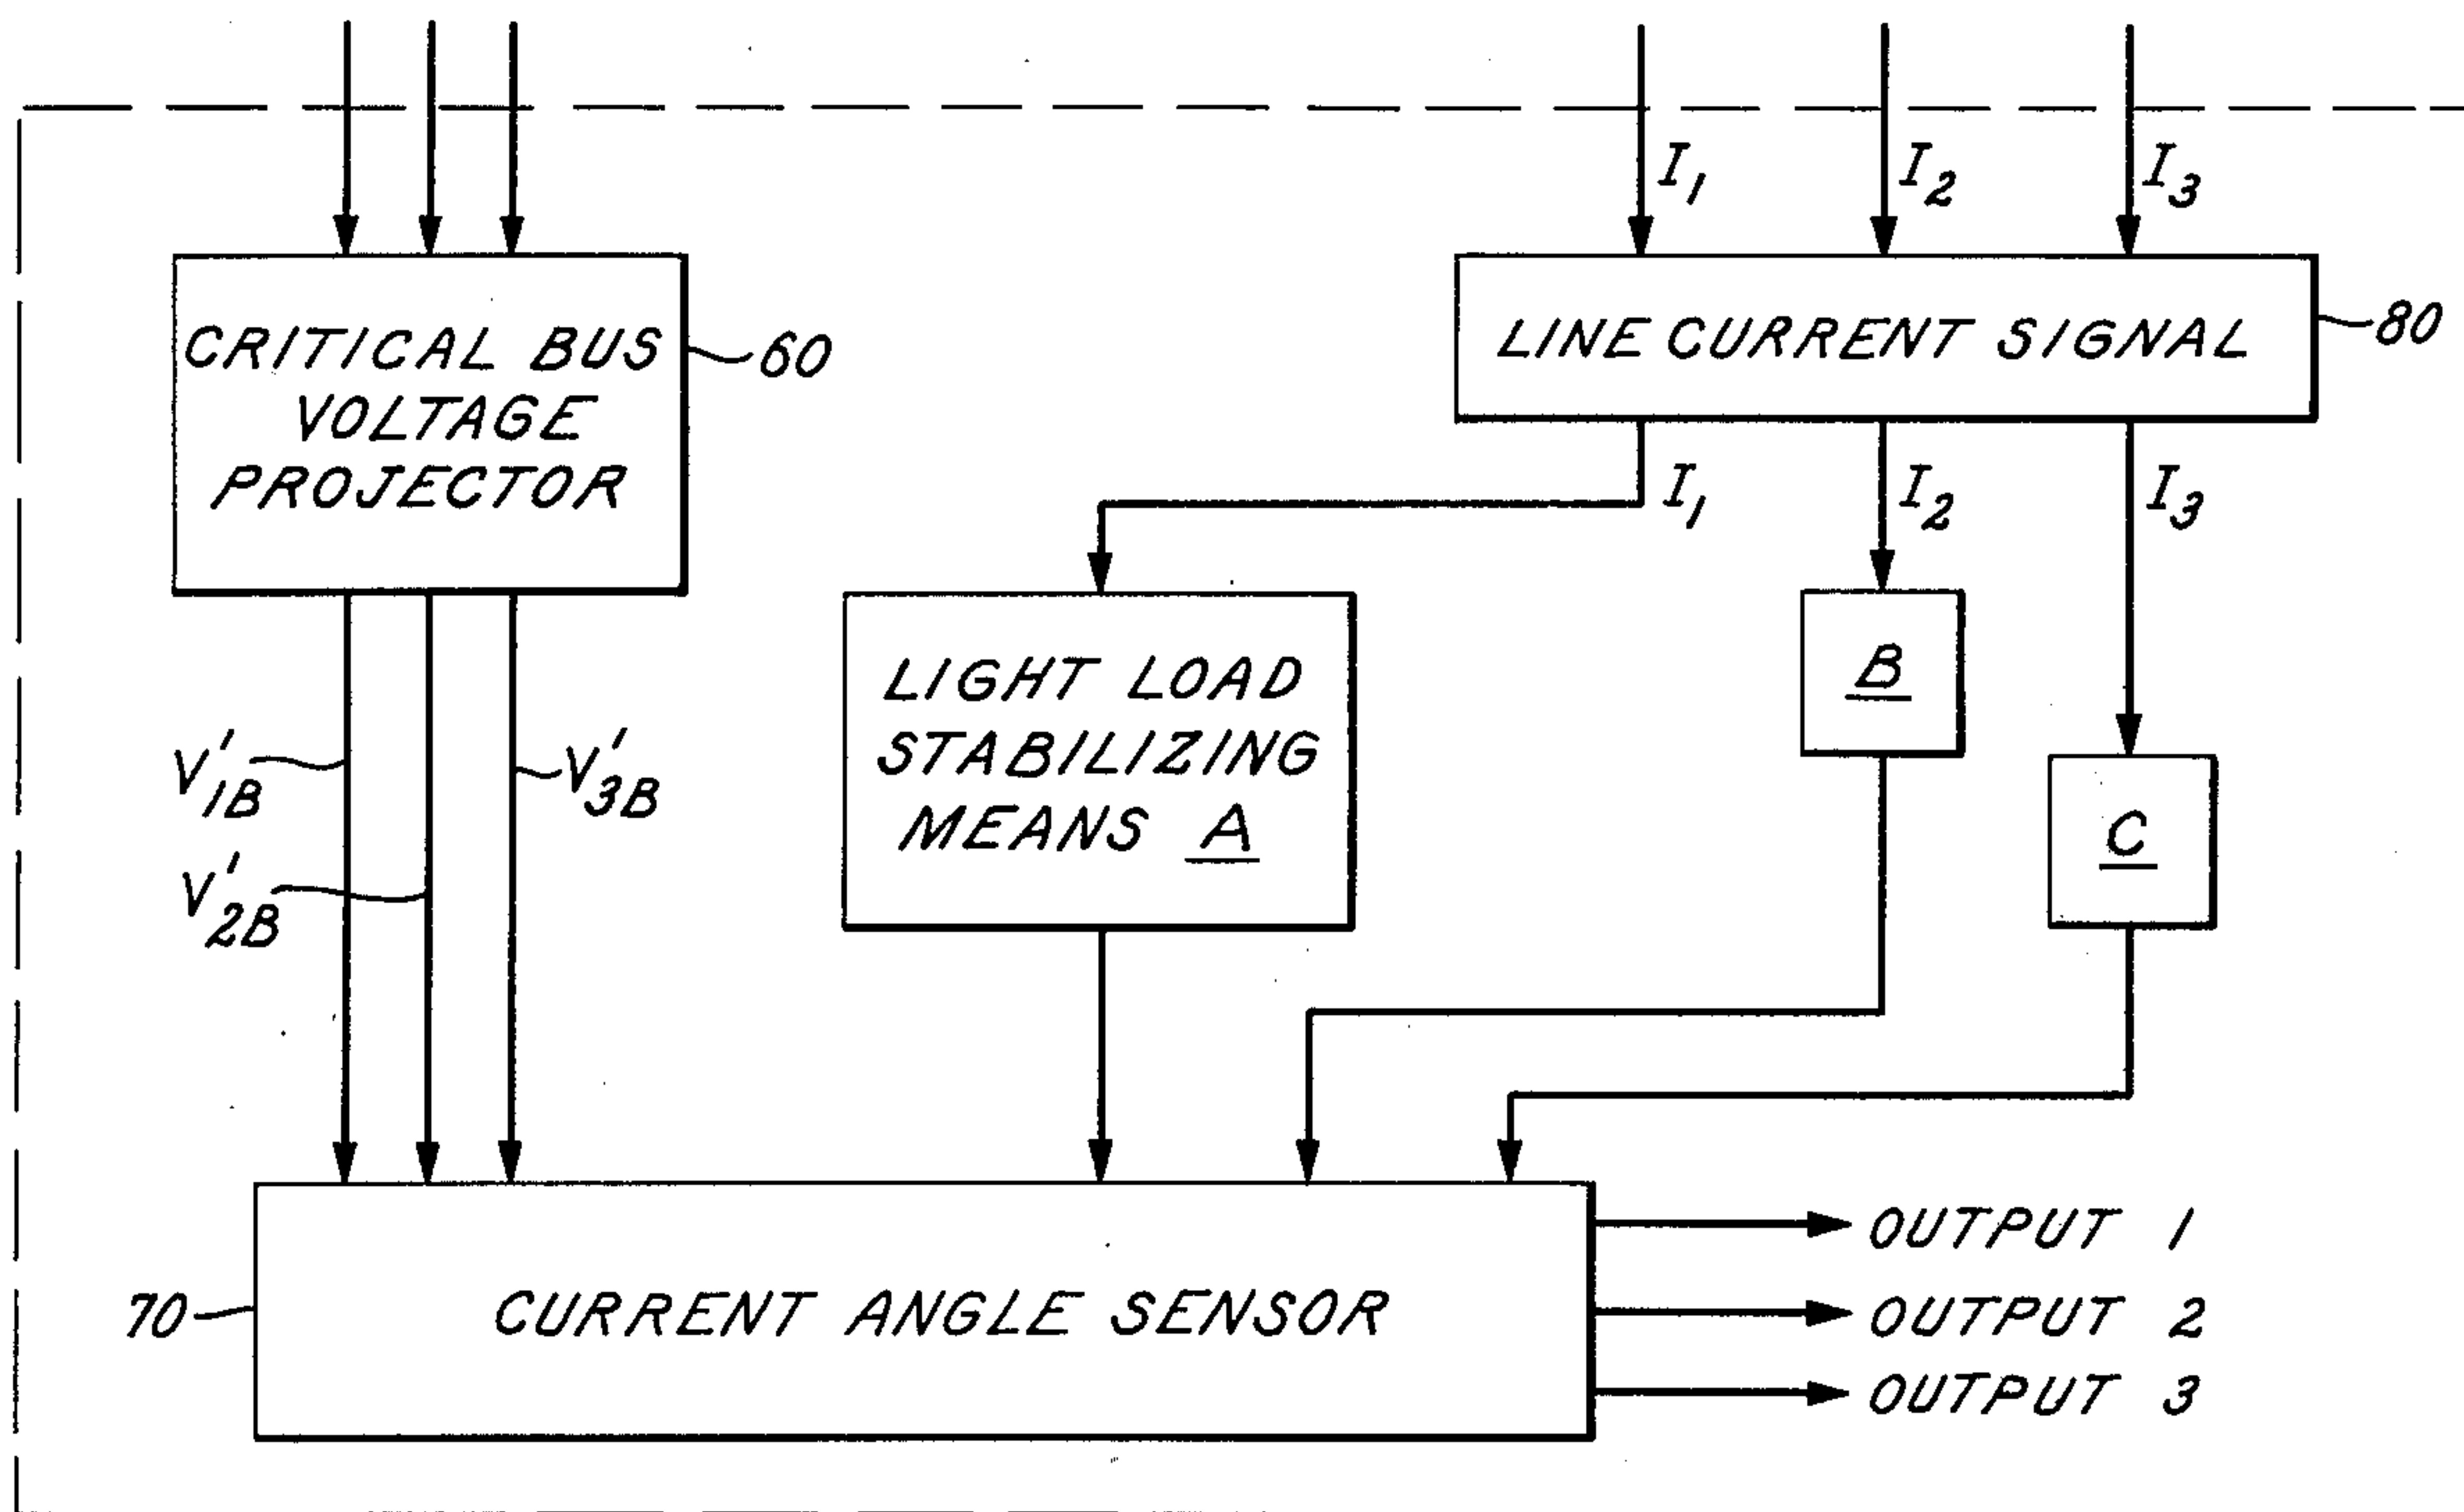 I1
I2
I3
CRITICAL BUS
VOLTAGE
PROJECTOR
60
LINE CURRENT SIGNAL
80
I1
I2
I3
LIGHT LOAD
STABILIZING
MEANS A
B
C
V'1B
V'3B
V'2B
70
CURRENT ANGLE SENSOR
OUTPUT 1
OUTPUT 2
OUTPUT 3